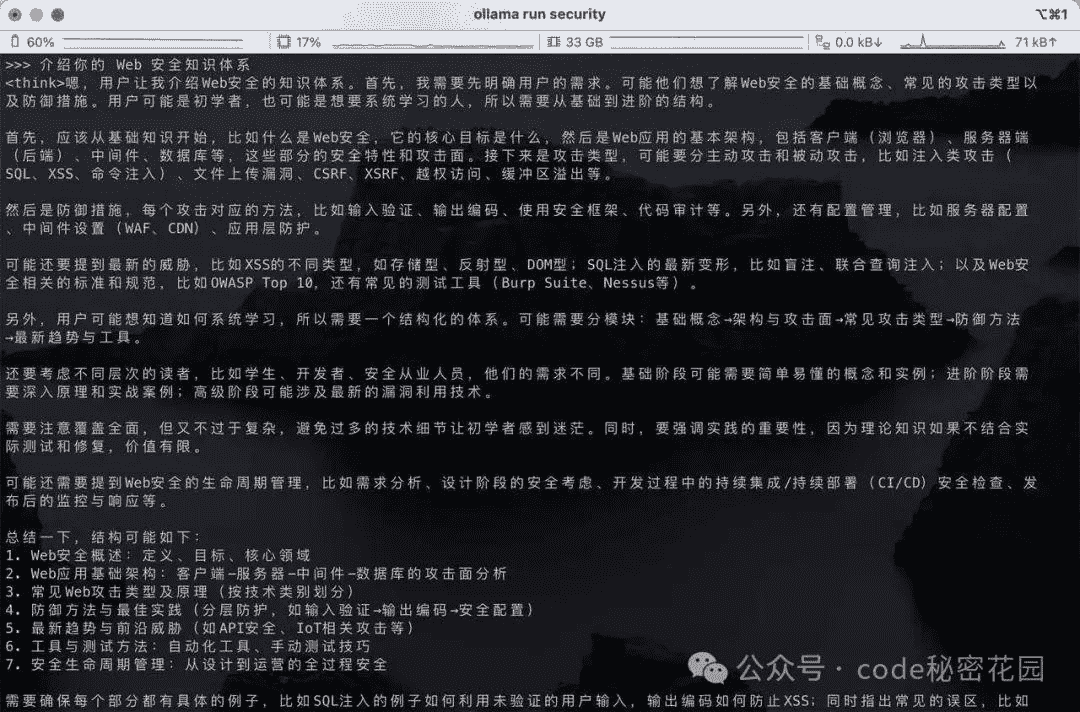 ollama run security
⌥⌘1
60%
17%
33 GB
0.0 kB↓
71 kB↑
>>> 介绍你的 Web 安全知识体系
<think>嗯，用户让我介绍Web安全的知识体系。首先，我需要先明确用户的需求。可能他们想了解Web安全的基础概念、常见的攻击类型以
及防御措施。用户可能是初学者，也可能是想要系统学习的人，所以需要从基础到进阶的结构。
首先，应该从基础知识开始，比如什么是Web安全，它的核心目标是什么，然后是Web应用的基本架构，包括客户端（浏览器）、服务器端
（后端）、中间件、数据库等，这些部分的安全特性和攻击面。接下来是攻击类型，可能要分主动攻击和被动攻击，比如注入类攻击（
SQL、XSS、命令注入）、文件上传漏洞、CSRF、XSRF、越权访问、缓冲区溢出等。
然后是防御措施，每个攻击对应的方法，比如输入验证、输出编码、使用安全框架、代码审计等。另外，还有配置管理，比如服务器配置
、中间件设置（WAF、CDN）、应用层防护。
可能还要提到最新的威胁，比如XSS的不同类型，如存储型、反射型、DOM型；SQL注入的最新变形，比如盲注、联合查询注入；以及Web安
全相关的标准和规范，比如OWASP Top 10，还有常见的测试工具（Burp Suite、Nessus等）。
另外，用户可能想知道如何系统学习，所以需要一个结构化的体系。可能需要分模块：基础概念→架构与攻击面→常见攻击类型→防御方法
→最新趋势与工具。
还要考虑不同层次的读者，比如学生、开发者、安全从业人员，他们的需求不同。基础阶段可能需要简单易懂的概念和实例；进阶阶段需
要深入原理和实战案例；高级阶段可能涉及最新的漏洞利用技术。
需要注意覆盖全面，但又不过于复杂，避免过多的技术细节让初学者感到迷茫。同时，要强调实践的重要性，因为理论知识如果不结合实
际测试和修复，价值有限。
可能还需要提到Web安全的生命周期管理，比如需求分析、设计阶段的安全考虑、开发过程中的持续集成/持续部署（CI/CD）安全检查、发
布后的监控与响应等。
总结一下，结构可能如下：
1. Web安全概述：定义、目标、核心领域
2. Web应用基础架构：客户端-服务器-中间件-数据库的攻击面分析
3. 常见Web攻击类型及原理（按技术类别划分）
4. 防御方法与最佳实践（分层防护，如输入验证→输出编码→安全配置）
5. 最新趋势与前沿威胁（如API安全、IoT相关攻击等）
6. 工具与测试方法：自动化工具、手动测试技巧
7. 安全生命周期管理：从设计到运营的全过程安全
需要确保每个部分都有具体的例子，比如SQL注入的例子如何利用未验证的用户输入，输出编码如何防止XSS；同时指出常见的误区，比如
公众号 · code秘密花园